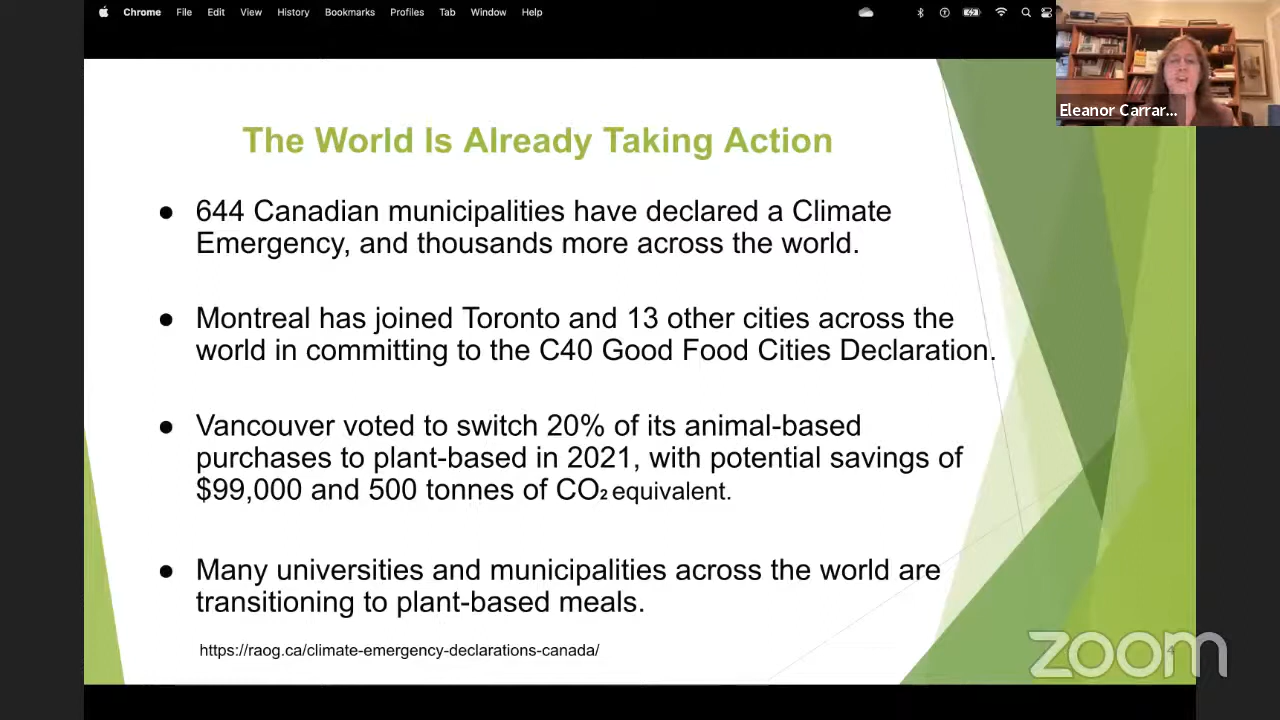 Chrome File Edit View History Bookmarks Profiles Tab Window Help
Eleanor Carrar...
The World Is Already Taking Action
● 644 Canadian municipalities have declared a Climate
Emergency, and thousands more across the world.
● Montreal has joined Toronto and 13 other cities across the
world in committing to the C40 Good Food Cities Declaration.
● Vancouver voted to switch 20% of its animal-based
purchases to plant-based in 2021, with potential savings of
$99,000 and 500 tonnes of CO₂ equivalent.
● Many universities and municipalities across the world are
transitioning to plant-based meals.
https://raog.ca/climate-emergency-declarations-canada/
4
zoom